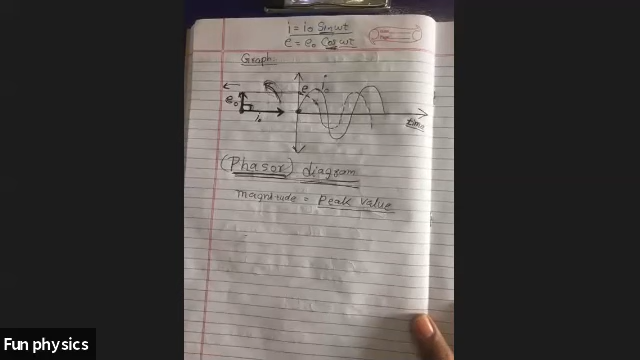 i = i₀ Sinωt
e = e₀ Cosωt
Graph
e i₀
e₀
i₀
time
(Phasor) diagram
magnitude = Peak Value
Fun physics